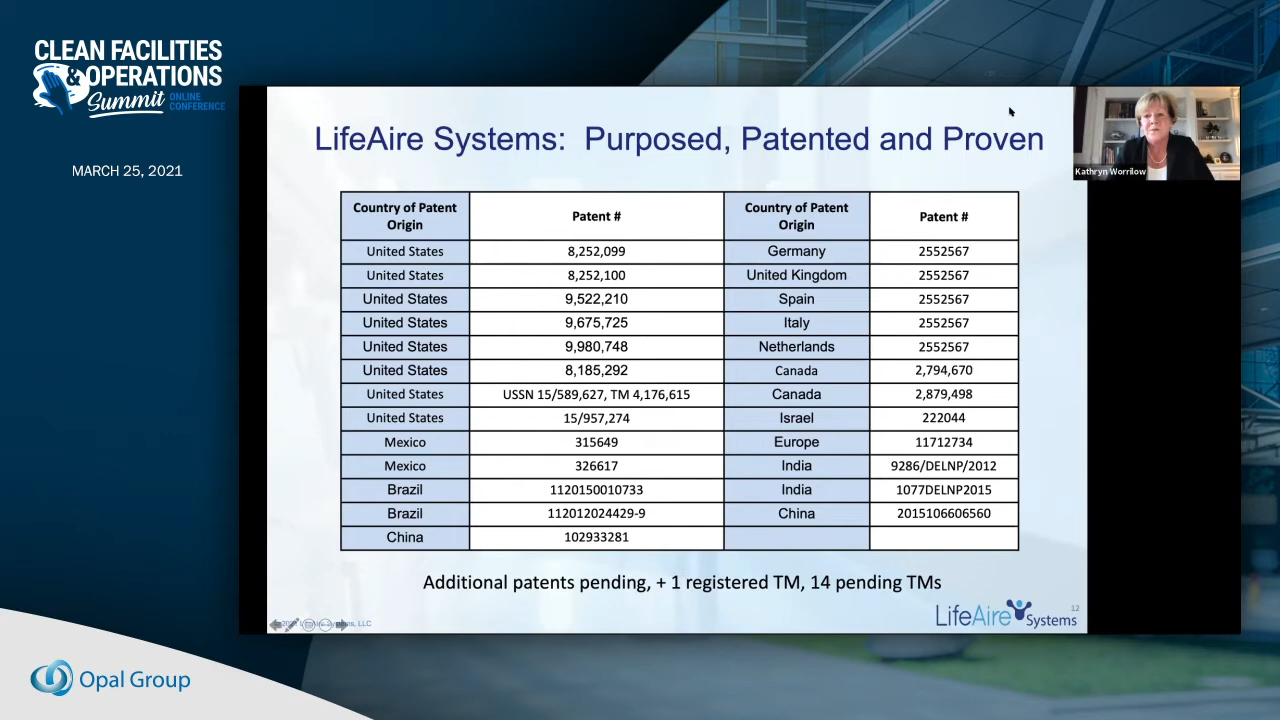 CLEAN FACILITIES
& OPERATIONS
Summit ONLINE CONFERENCE
MARCH 25, 2021
LifeAire Systems: Purposed, Patented and Proven
Kathryn Worrilow
Country of Patent Origin Patent # Country of Patent Origin Patent #
United States 8,252,099 Germany 2552567
United States 8,252,100 United Kingdom 2552567
United States 9,522,210 Spain 2552567
United States 9,675,725 Italy 2552567
United States 9,980,748 Netherlands 2552567
United States 8,185,292 Canada 2,794,670
United States USSN 15/589,627, TM 4,176,615 Canada 2,879,498
United States 15/957,274 Israel 222044
Mexico 315649 Europe 11712734
Mexico 326617 India 9286/DELNP/2012
Brazil 1120150010733 India 1077DELNP2015
Brazil 112012024429-9 China 2015106606560
China 102933281
Additional patents pending, + 1 registered TM, 14 pending TMs
LifeAire Systems
12
LifeAire Systems, LLC
Opal Group